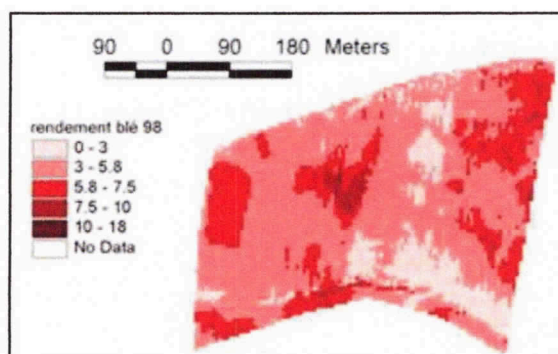 90 0 90 180 Meters
rendement blé 98
0 - 3
3 - 5.8
5.8 - 7.5
7.5 - 10
10 - 18
No Data